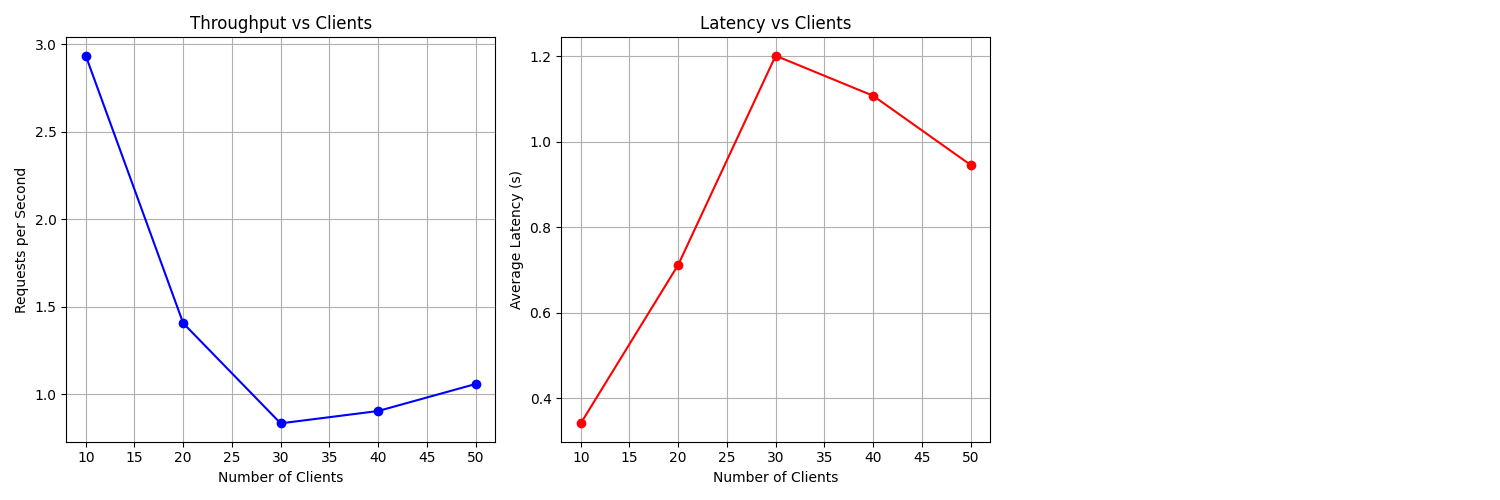 Throughput vs Clients
3.0
2.5
2.0
1.5
1.0
Requests per Second
10 15 20 25 30 35 40 45 50
Number of Clients
Latency vs Clients
1.2
1.0
0.8
0.6
0.4
Average Latency (s)
10 15 20 25 30 35 40 45 50
Number of Clients